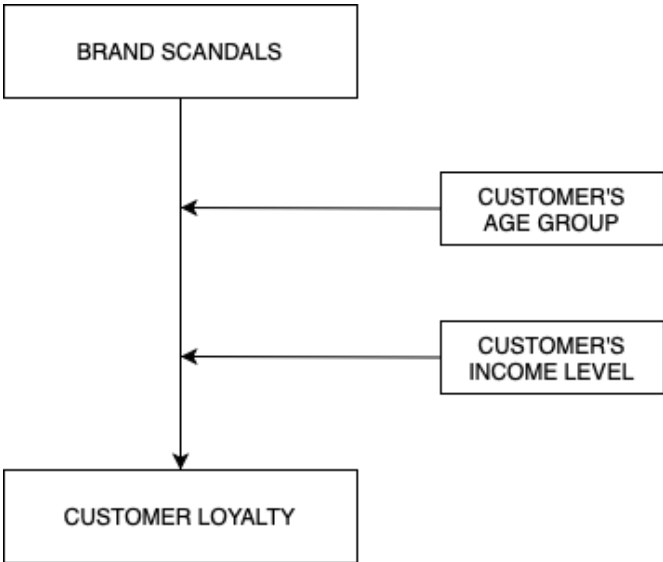 BRAND SCANDALS
CUSTOMER'S
AGE GROUP
CUSTOMER'S
INCOME LEVEL
CUSTOMER LOYALTY